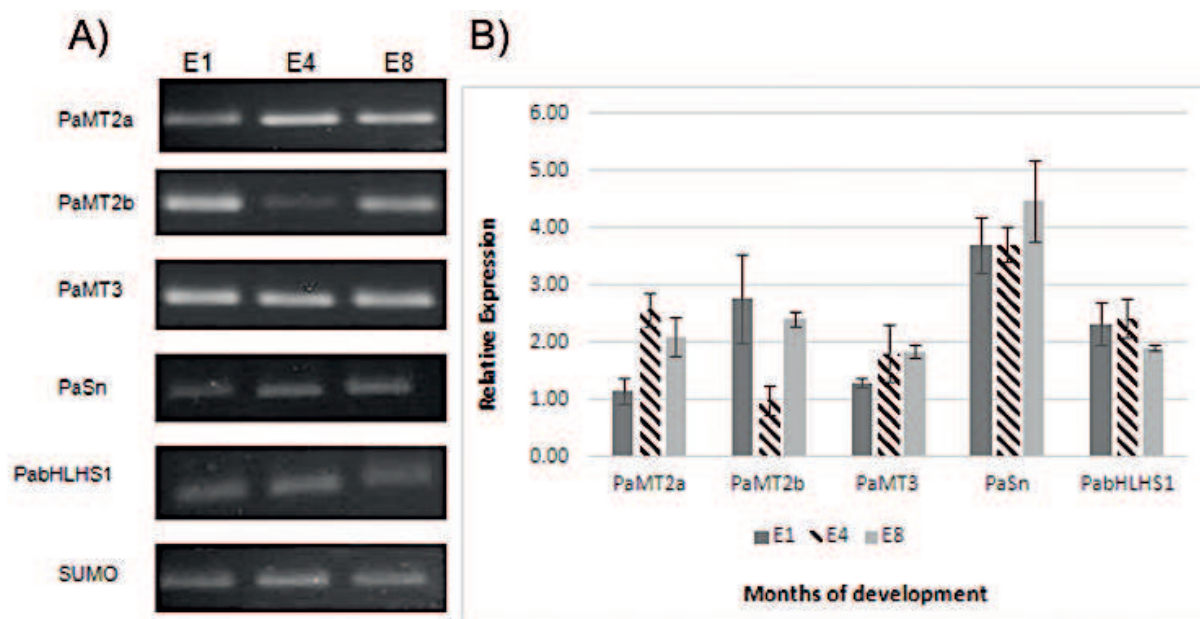 A)
E1 E4 E8
PaMT2a
PaMT2b
PaMT3
PaSn
PabHLHS1
SUMO
B)
6.00
5.00
4.00
3.00
2.00
1.00
0.00
Relative Expression
PaMT2a PaMT2b PaMT3 PaSn PabHLHS1
E1 E4 E8
Months of development